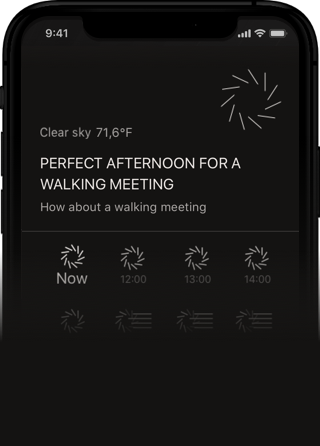 9:41
Clear sky 71,6°F
PERFECT AFTERNOON FOR A
WALKING MEETING
How about a walking meeting
Now
12:00
13:00
14:00